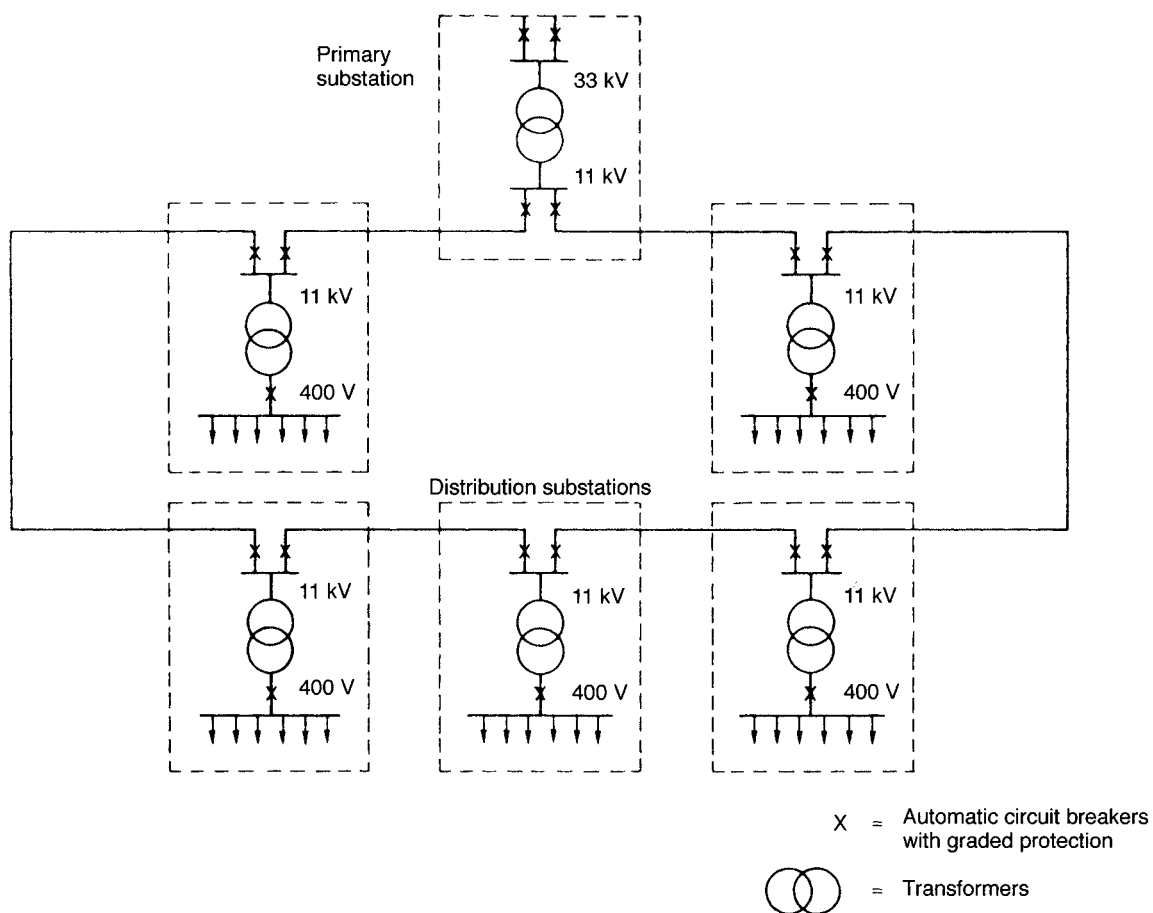 Primary
substation
33 kV
11 kV
11 kV
400 V
11 kV
400 V
Distribution substations
11 kV
400 V
11 kV
400 V
11 kV
400 V
X = Automatic circuit breakers
with graded protection
= Transformers